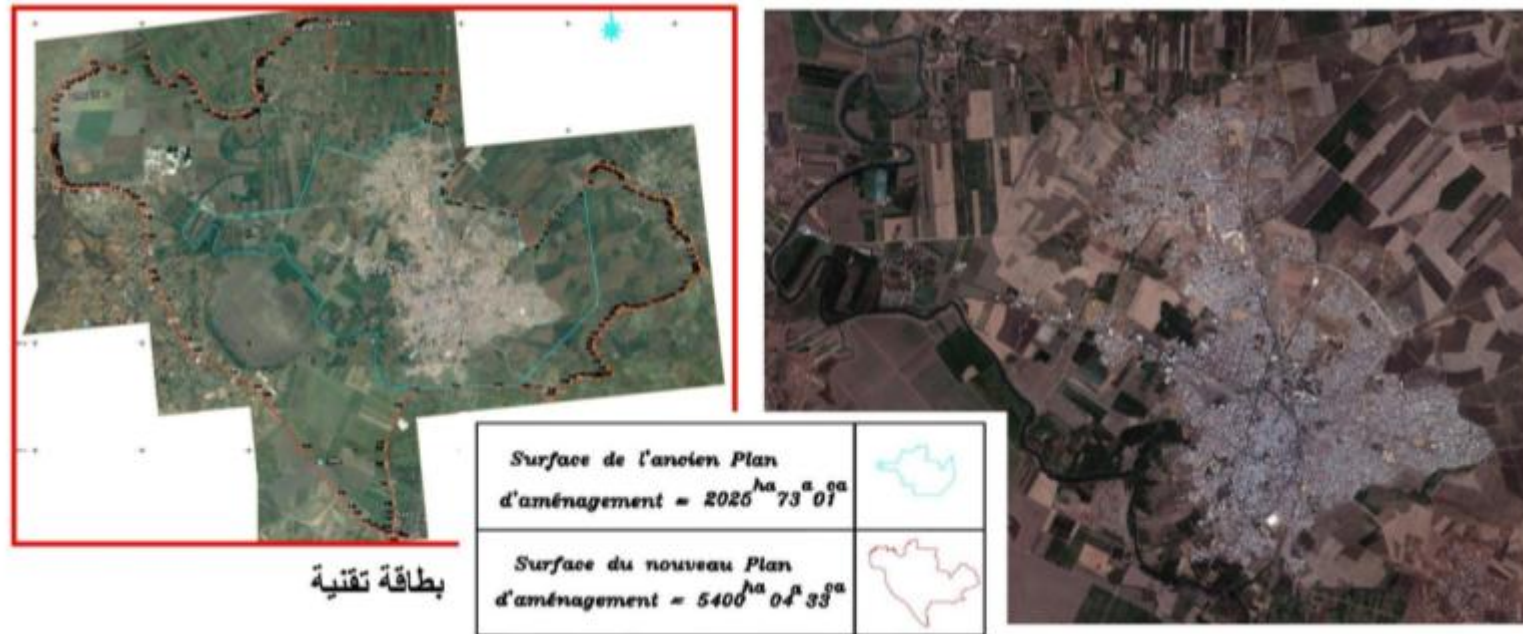 Surface de l'ancien Plan
d'aménagement = 2025ha 73a 01ca
Surface du nouveau Plan
d'aménagement = 5400ha 04a 33ca
بطاقة تقنية